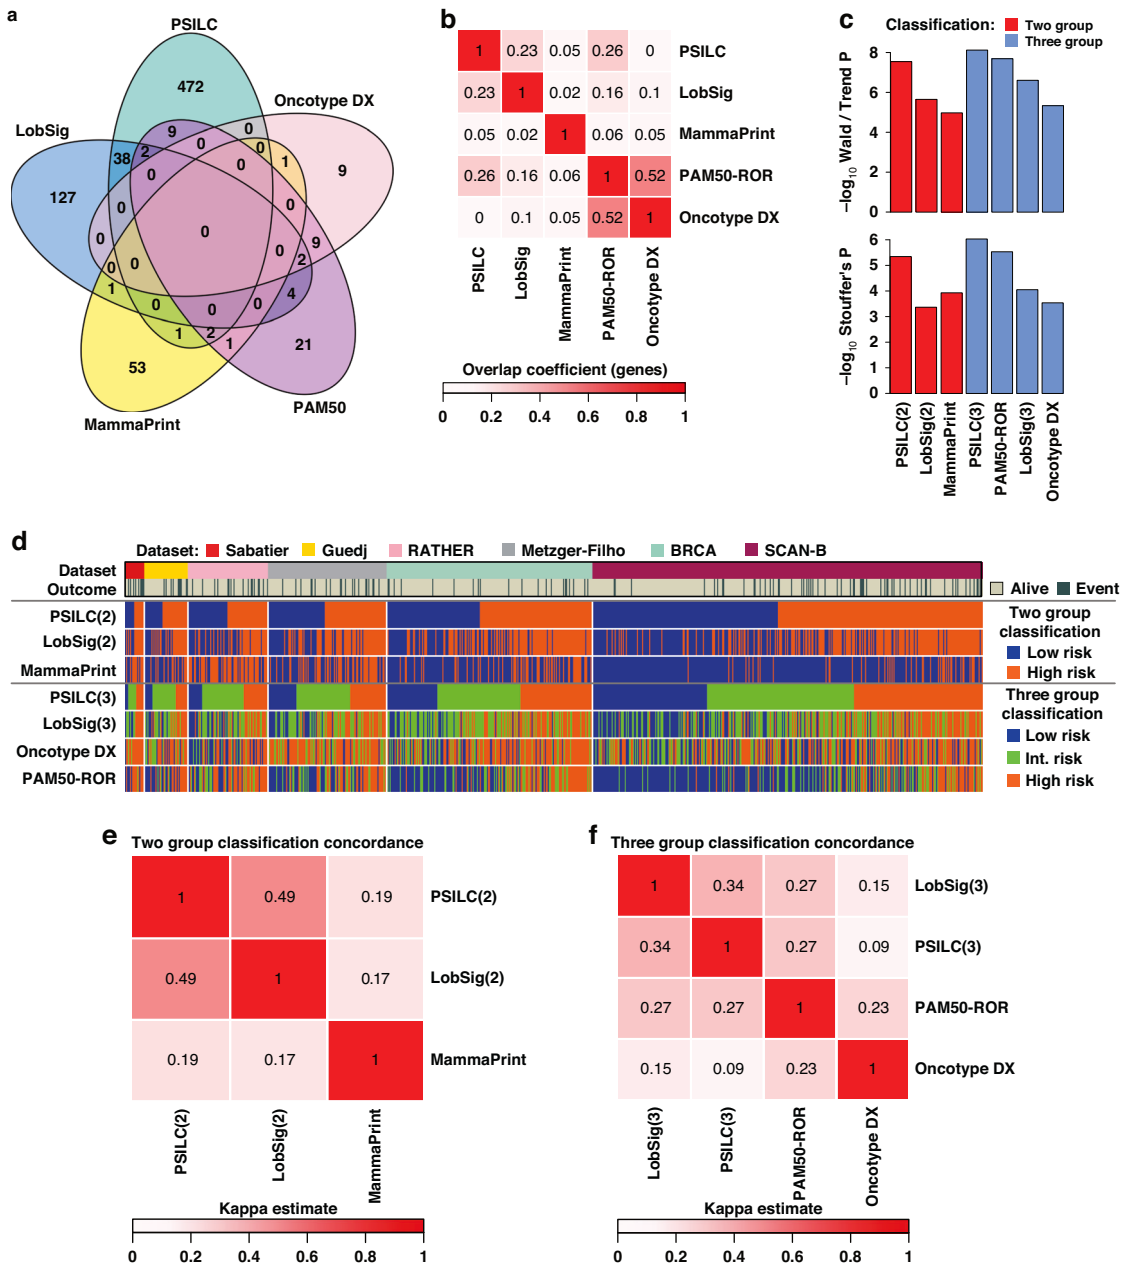 a
PSILC
472
Oncotype DX
LobSig
9
0
0
0
1
9
38
2
0
0
127
0
0
0
0
0
9
0
0
2
0
1
4
0
0
0
1
2
1
53
21
PAM50
MammaPrint
b
1 0.23 0.05 0.26 0 PSILC
0.23 1 0.02 0.16 0.1 LobSig
0.05 0.02 1 0.06 0.05 MammaPrint
0.26 0.16 0.06 1 0.52 PAM50-ROR
0 0.1 0.05 0.52 1 Oncotype DX
PSILC LobSig MammaPrint PAM50-ROR Oncotype DX
Overlap coefficient (genes)
0 0.2 0.4 0.6 0.8 1
c
Classification: Two group
Three group
−log10 Wald / Trend P
8
6
4
2
0
−log10 Stouffer's P
6
5
4
3
2
1
0
PSILC(2) LobSig(2) MammaPrint PSILC(3) PAM50-ROR LobSig(3) Oncotype DX
d
Dataset: Sabatier Guedj RATHER Metzger-Filho BRCA SCAN-B
Dataset
Outcome
Alive Event
PSILC(2)
LobSig(2)
MammaPrint
Two group
classification
Low risk
High risk
PSILC(3)
LobSig(3)
Oncotype DX
PAM50-ROR
Three group
classification
Low risk
Int. risk
High risk
e
Two group classification concordance
1 0.49 0.19 PSILC(2)
0.49 1 0.17 LobSig(2)
0.19 0.17 1 MammaPrint
PSILC(2) LobSig(2) MammaPrint
Kappa estimate
0 0.2 0.4 0.6 0.8 1
f
Three group classification concordance
1 0.34 0.27 0.15 LobSig(3)
0.34 1 0.27 0.09 PSILC(3)
0.27 0.27 1 0.23 PAM50-ROR
0.15 0.09 0.23 1 Oncotype DX
LobSig(3) PSILC(3) PAM50-ROR Oncotype DX
Kappa estimate
0 0.2 0.4 0.6 0.8 1